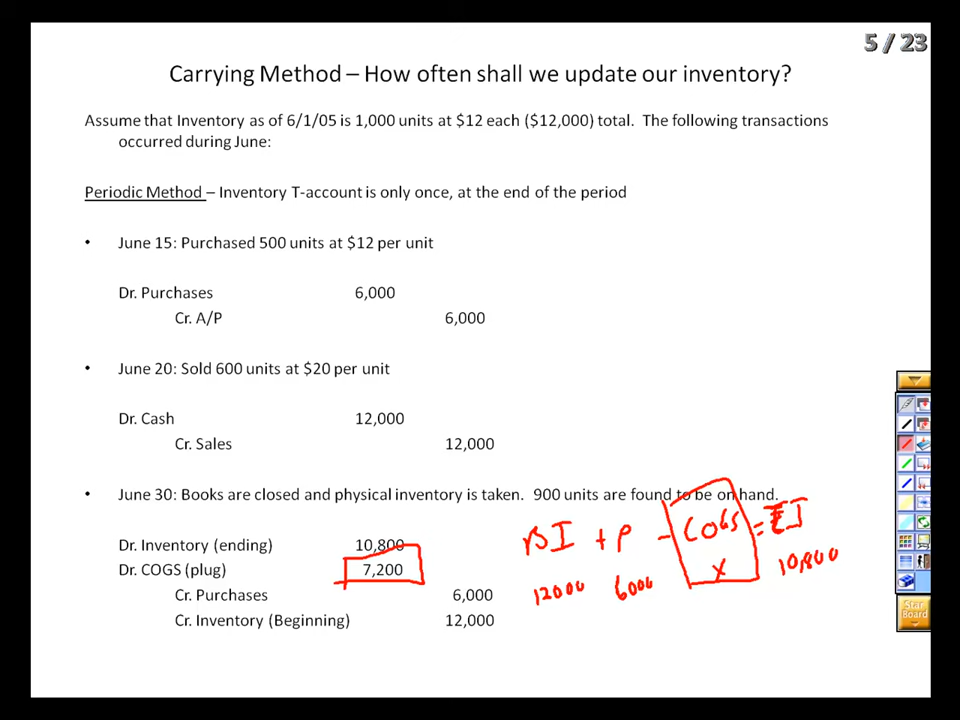 5 / 23
Carrying Method – How often shall we update our inventory?
Assume that Inventory as of 6/1/05 is 1,000 units at $12 each ($12,000) total. The following transactions
occurred during June:
Periodic Method – Inventory T-account is only once, at the end of the period
• June 15: Purchased 500 units at $12 per unit
Dr. Purchases 6,000
Cr. A/P 6,000
• June 20: Sold 600 units at $20 per unit
Dr. Cash 12,000
Cr. Sales 12,000
• June 30: Books are closed and physical inventory is taken. 900 units are found to be on hand.
Dr. Inventory (ending) 10,800
Dr. COGS (plug) 7,200
Cr. Purchases 6,000
Cr. Inventory (Beginning) 12,000
BI + P - COGS = EI
12000 6000 X 10,800
Star
Board